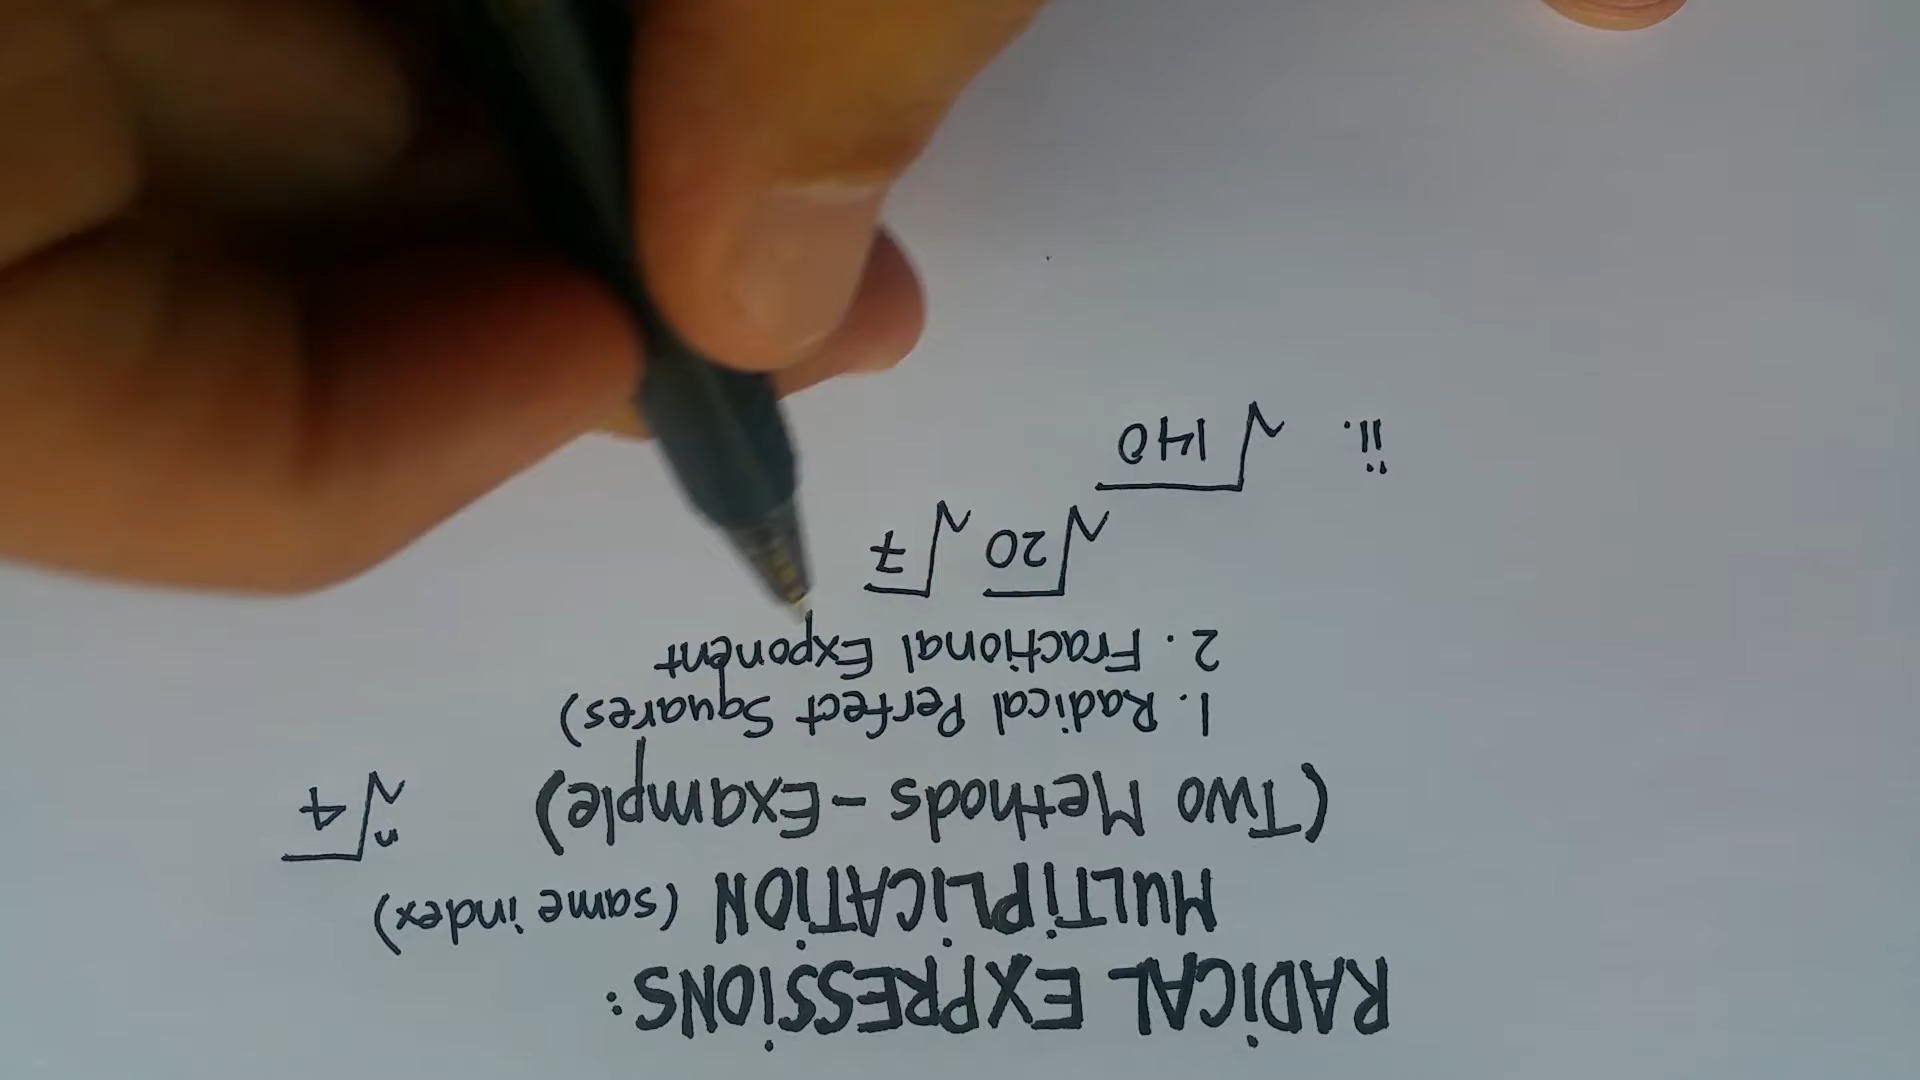 RADICAL EXPRESSIONS:
MULTIPLICATION (same index)
(Two Methods - Example) ⁿ√4
1. Radical Perfect Squares)
2. Fractional Exponent
√20 √7
ii. √140